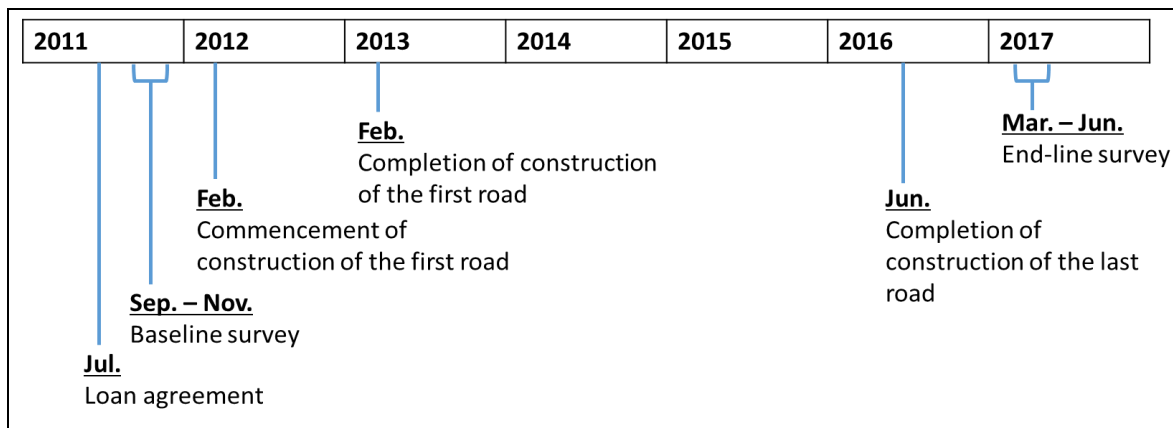 2011 2012 2013 2014 2015 2016 2017
Mar. – Jun.
End-line survey
Feb.
Completion of construction
of the first road
Feb.
Commencement of
construction of the first road
Jun.
Completion of
construction of the last
road
Sep. – Nov.
Baseline survey
Jul.
Loan agreement